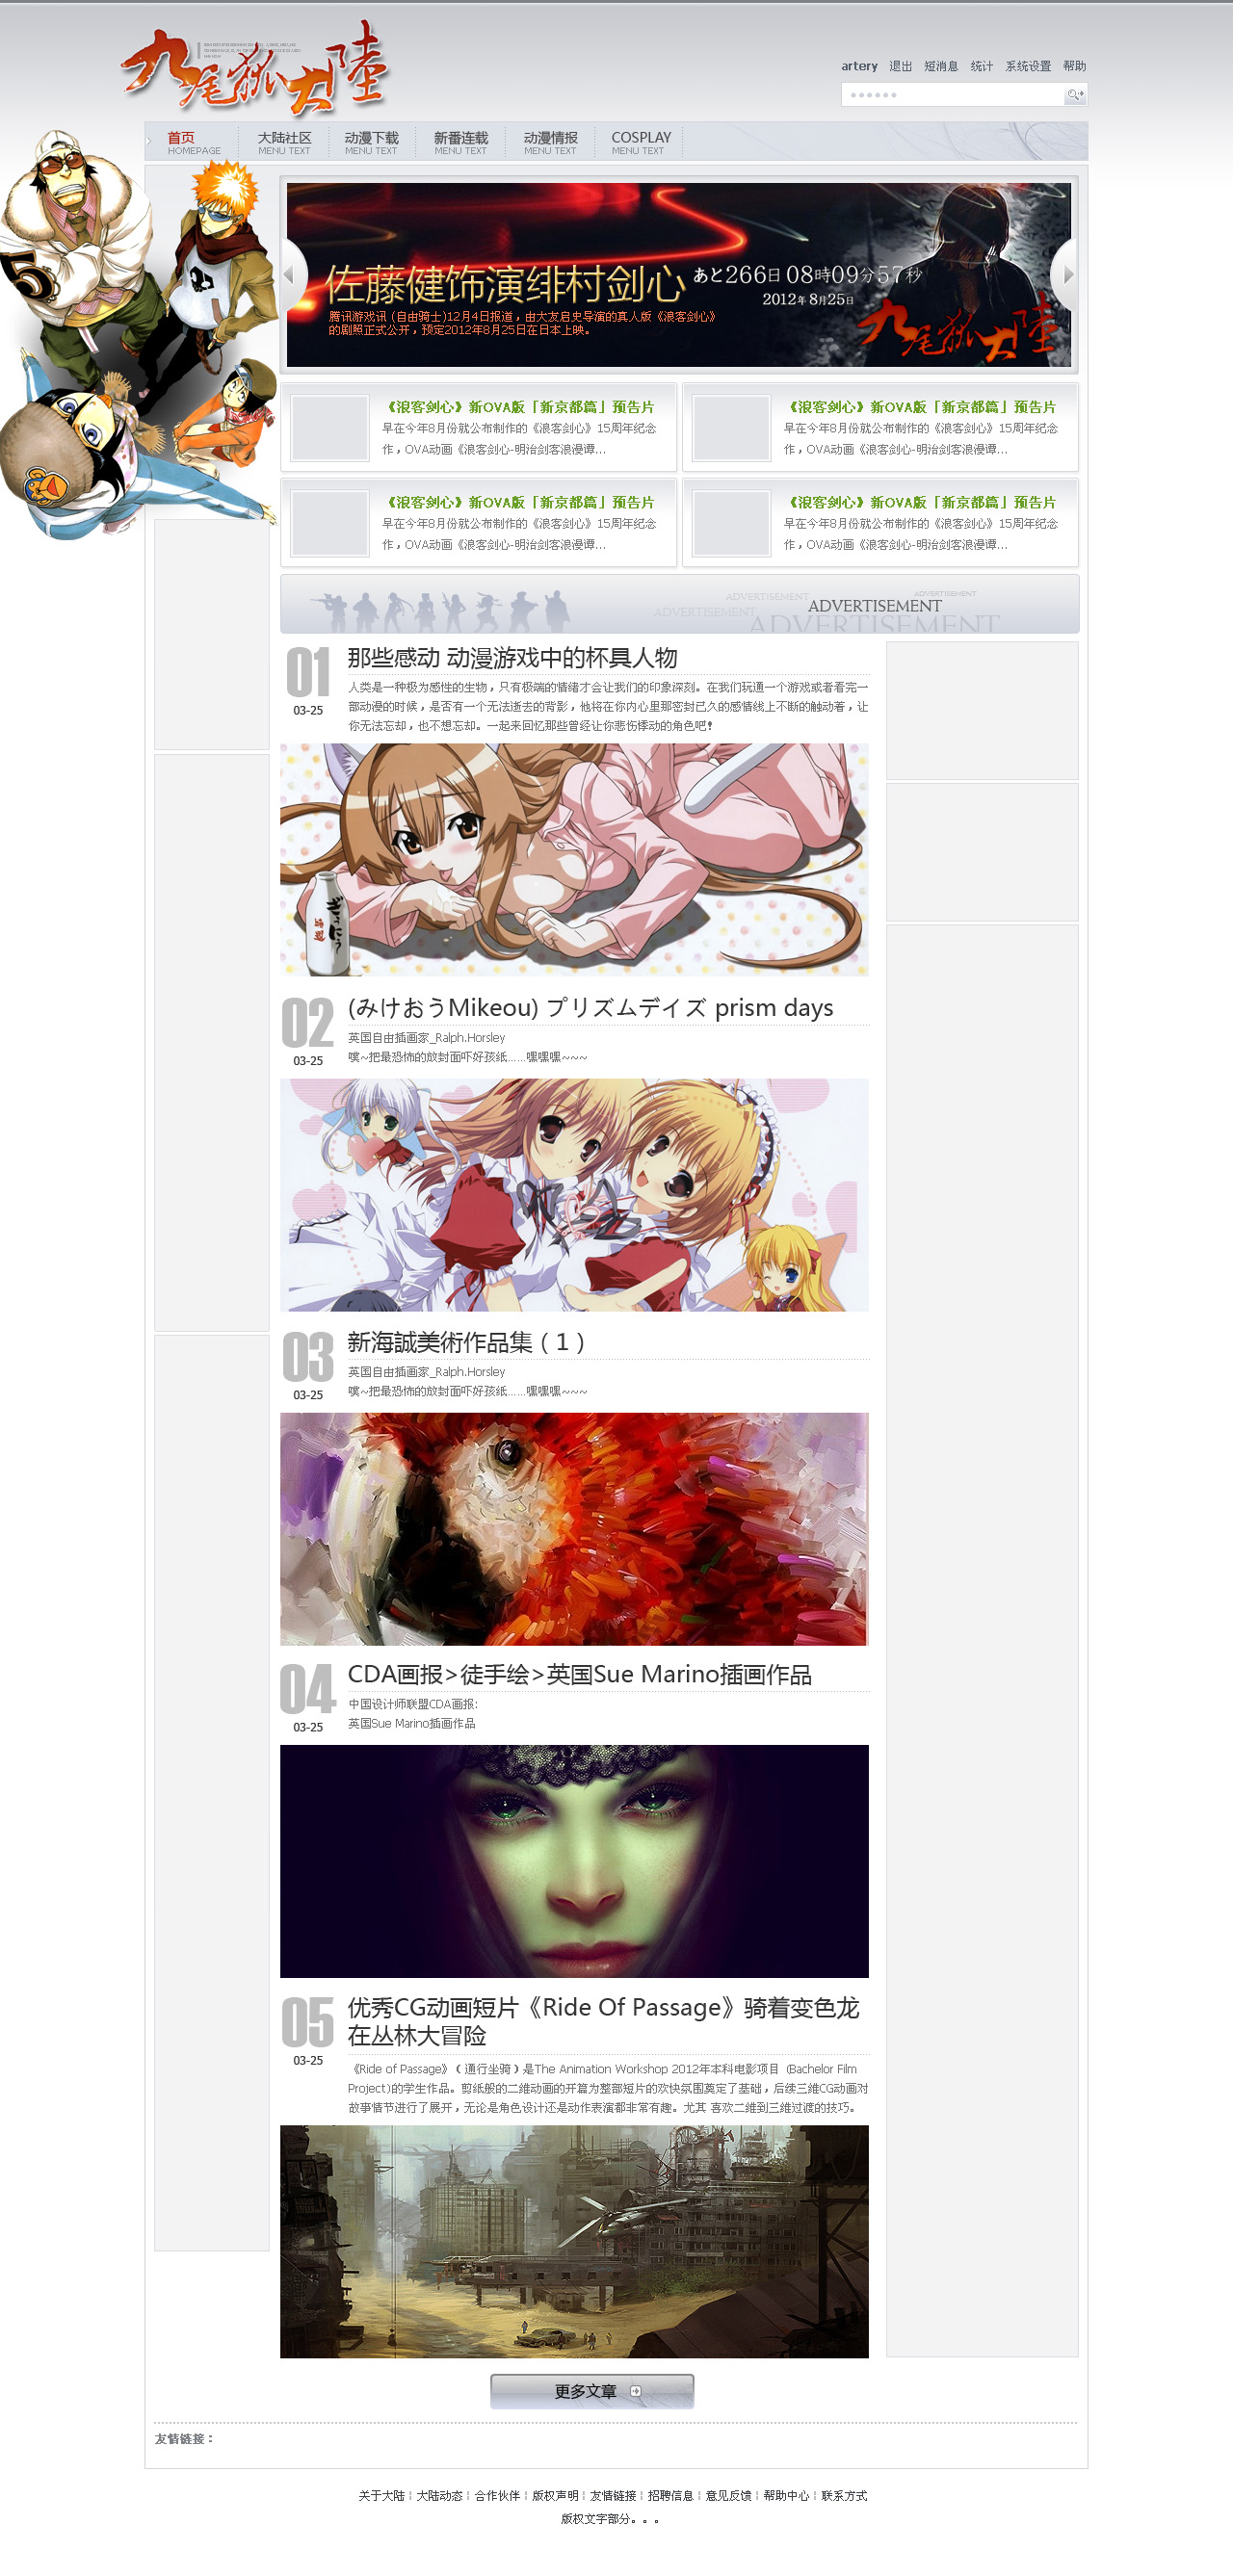 九尾狐大陸
artery 退出 短消息 统计 系统设置 帮助
首页 大陆社区 动漫下载 新番连载 动漫情报 COSPLAY
HOMEPAGE MENU TEXT MENU TEXT MENU TEXT MENU TEXT MENU TEXT
5
佐藤健饰演绯村剑心
あと266日 08時09分57秒
2012年 8月25日
腾讯游戏讯 (自由骑士)12月4日报道，由大友启史导演的真人版《浪客剑心》
的剧照正式公开，预定2012年8月25日在日本上映。
九尾狐大陸
《浪客剑心》新OVA版「新京都篇」预告片
早在今年8月份就公布制作的《浪客剑心》15周年纪念
作，OVA动画《浪客剑心-明治剑客浪漫谭...
《浪客剑心》新OVA版「新京都篇」预告片
早在今年8月份就公布制作的《浪客剑心》15周年纪念
作，OVA动画《浪客剑心-明治剑客浪漫谭...
《浪客剑心》新OVA版「新京都篇」预告片
早在今年8月份就公布制作的《浪客剑心》15周年纪念
作，OVA动画《浪客剑心-明治剑客浪漫谭...
《浪客剑心》新OVA版「新京都篇」预告片
早在今年8月份就公布制作的《浪客剑心》15周年纪念
作，OVA动画《浪客剑心-明治剑客浪漫谭...
ADVERTISEMENT ADVERTISEMENT
ADVERTISEMENT ADVERTISEMENT
ADVERTISEMENT
01 那些感动 动漫游戏中的杯具人物
03-25
人类是一种极为感性的生物，只有极端的情绪才会让我们的印象深刻。在我们玩通一个游戏或者看完一
部动漫的时候，是否有一个无法逝去的背影，他将在你内心里那密封已久的感情线上不断的触动着，让
你无法忘却，也不想忘却。一起来回忆那些曾经让你悲伤悸动的角色吧！
ぎゅうにゅう
02 (みけおうMikeou) プリズムデイズ prism days
03-25
英国自由插画家_Ralph.Horsley
噗~把最恐怖的放封面吓好孩纸……嘿嘿嘿~~~
03 新海誠美術作品集（1）
03-25
英国自由插画家_Ralph.Horsley
噗~把最恐怖的放封面吓好孩纸……嘿嘿嘿~~~
04 CDA画报>徒手绘>英国Sue Marino插画作品
03-25
中国设计师联盟CDA画报:
英国Sue Marino插画作品
05 优秀CG动画短片《Ride Of Passage》骑着变色龙
在丛林大冒险
03-25
《Ride of Passage》（通行坐骑）是The Animation Workshop 2012年本科电影项目 (Bachelor Film
Project)的学生作品。剪纸般的二维动画的开篇为整部短片的欢快氛围奠定了基础，后续三维CG动画对
故事情节进行了展开，无论是角色设计还是动作表演都非常有趣。尤其 喜欢二维到三维过渡的技巧。
更多文章
友情链接：
关于大陆 ¦ 大陆动态 ¦ 合作伙伴 ¦ 版权声明 ¦ 友情链接 ¦ 招聘信息 ¦ 意见反馈 ¦ 帮助中心 ¦ 联系方式
版权文字部分。。。